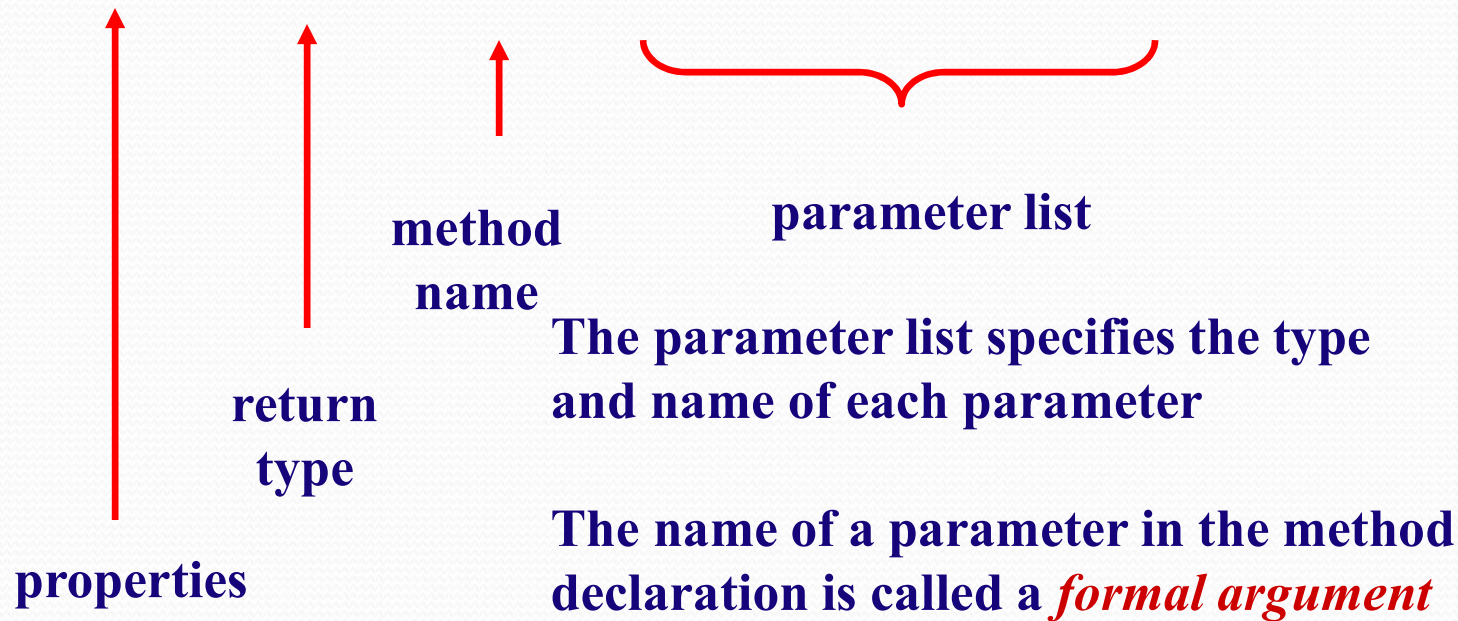 method
name
parameter list
The parameter list specifies the type
and name of each parameter
return
type
The name of a parameter in the method
declaration is called a formal argument
properties